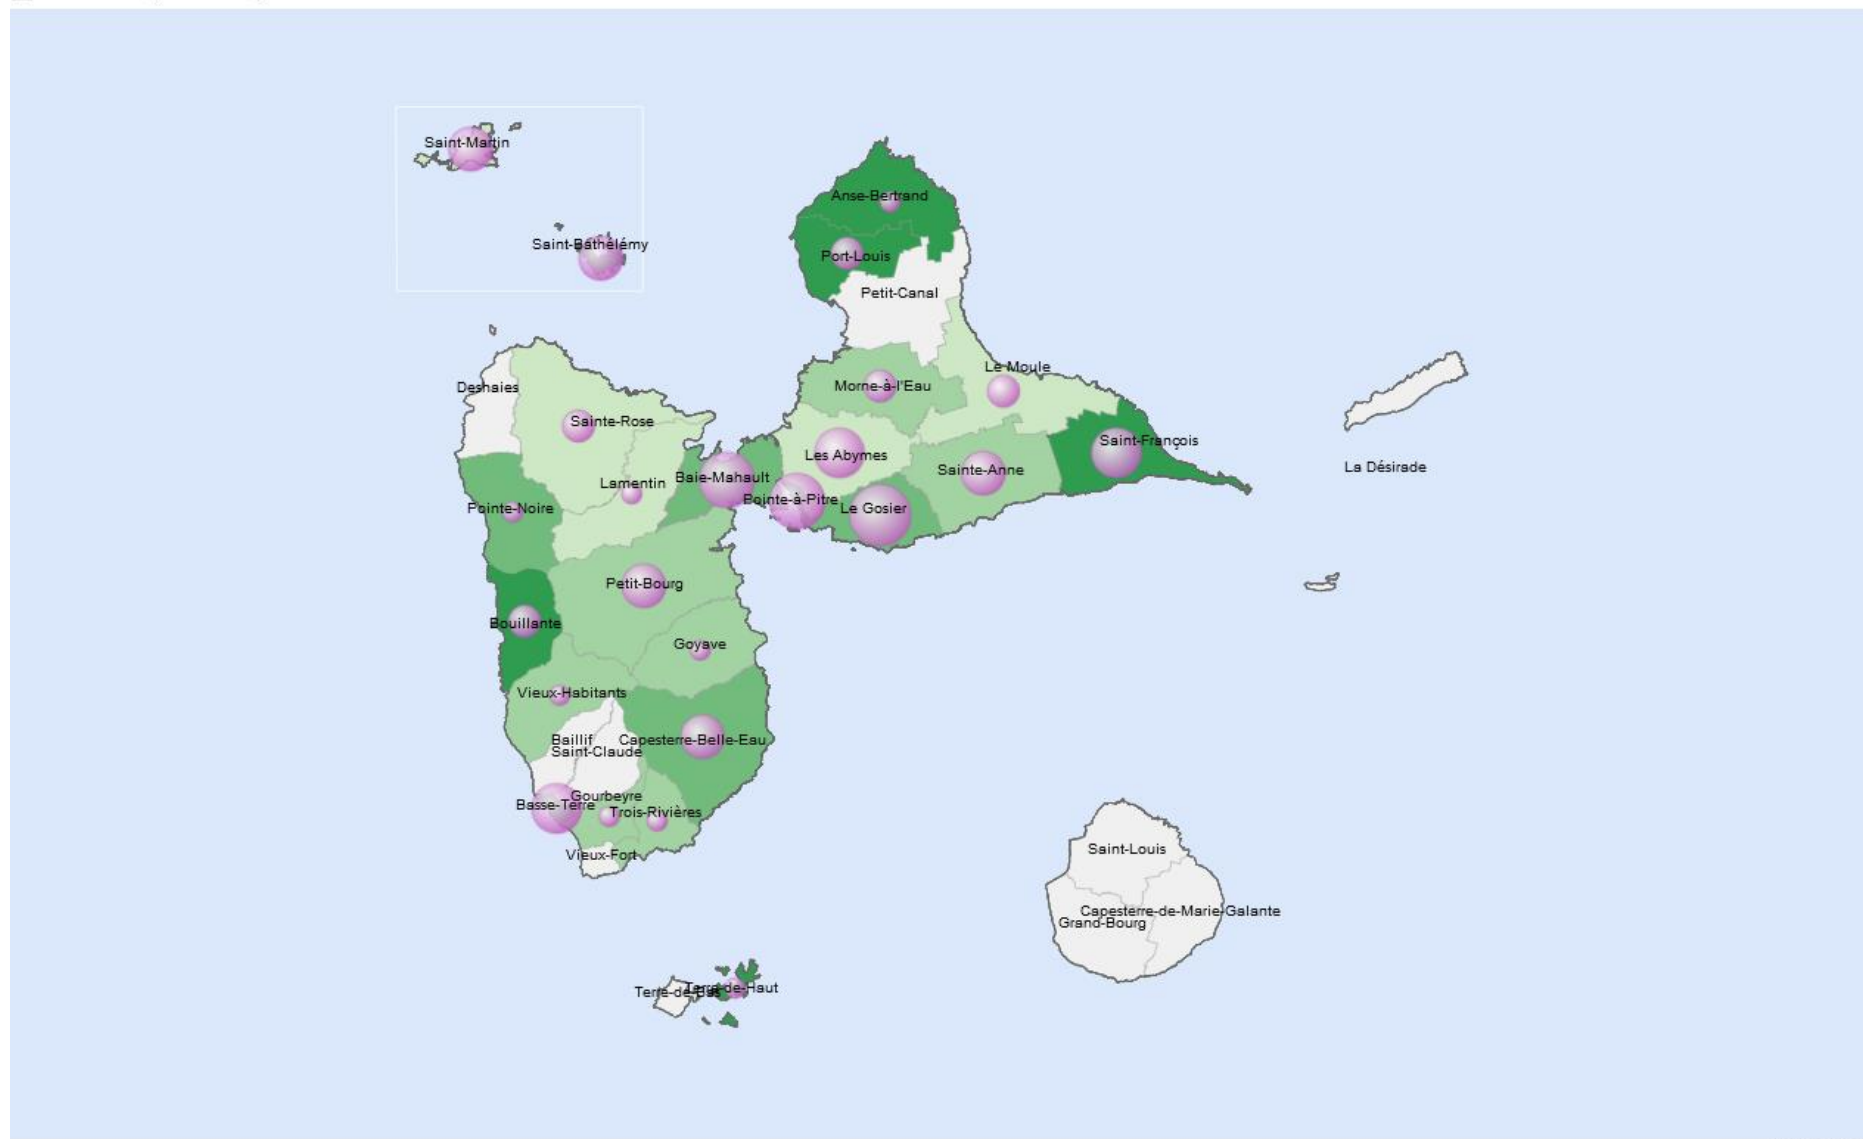 Saint-Martin
Saint-Bathélémy
Anse-Bertrand
Port-Louis
Petit-Canal
Le Moule
Deshaies
Morne-à-l'Eau
Sainte-Rose
Saint-François
Les Abymes
Sainte-Anne
La Désirade
Baie-Mahault
Lamentin
Pointe-à-Pitre
Pointe-Noire
Le Gosier
Petit-Bourg
Bouillante
Goyave
Vieux-Habitants
Baillif
Capesterre-Belle-Eau
Saint-Claude
Gourbeyre
Basse-Terre
Trois-Rivières
Saint-Louis
Vieux-Fort
Capesterre-de-Marie-Galante
Grand-Bourg
Terre-de-Haut
Terre-de-Bas